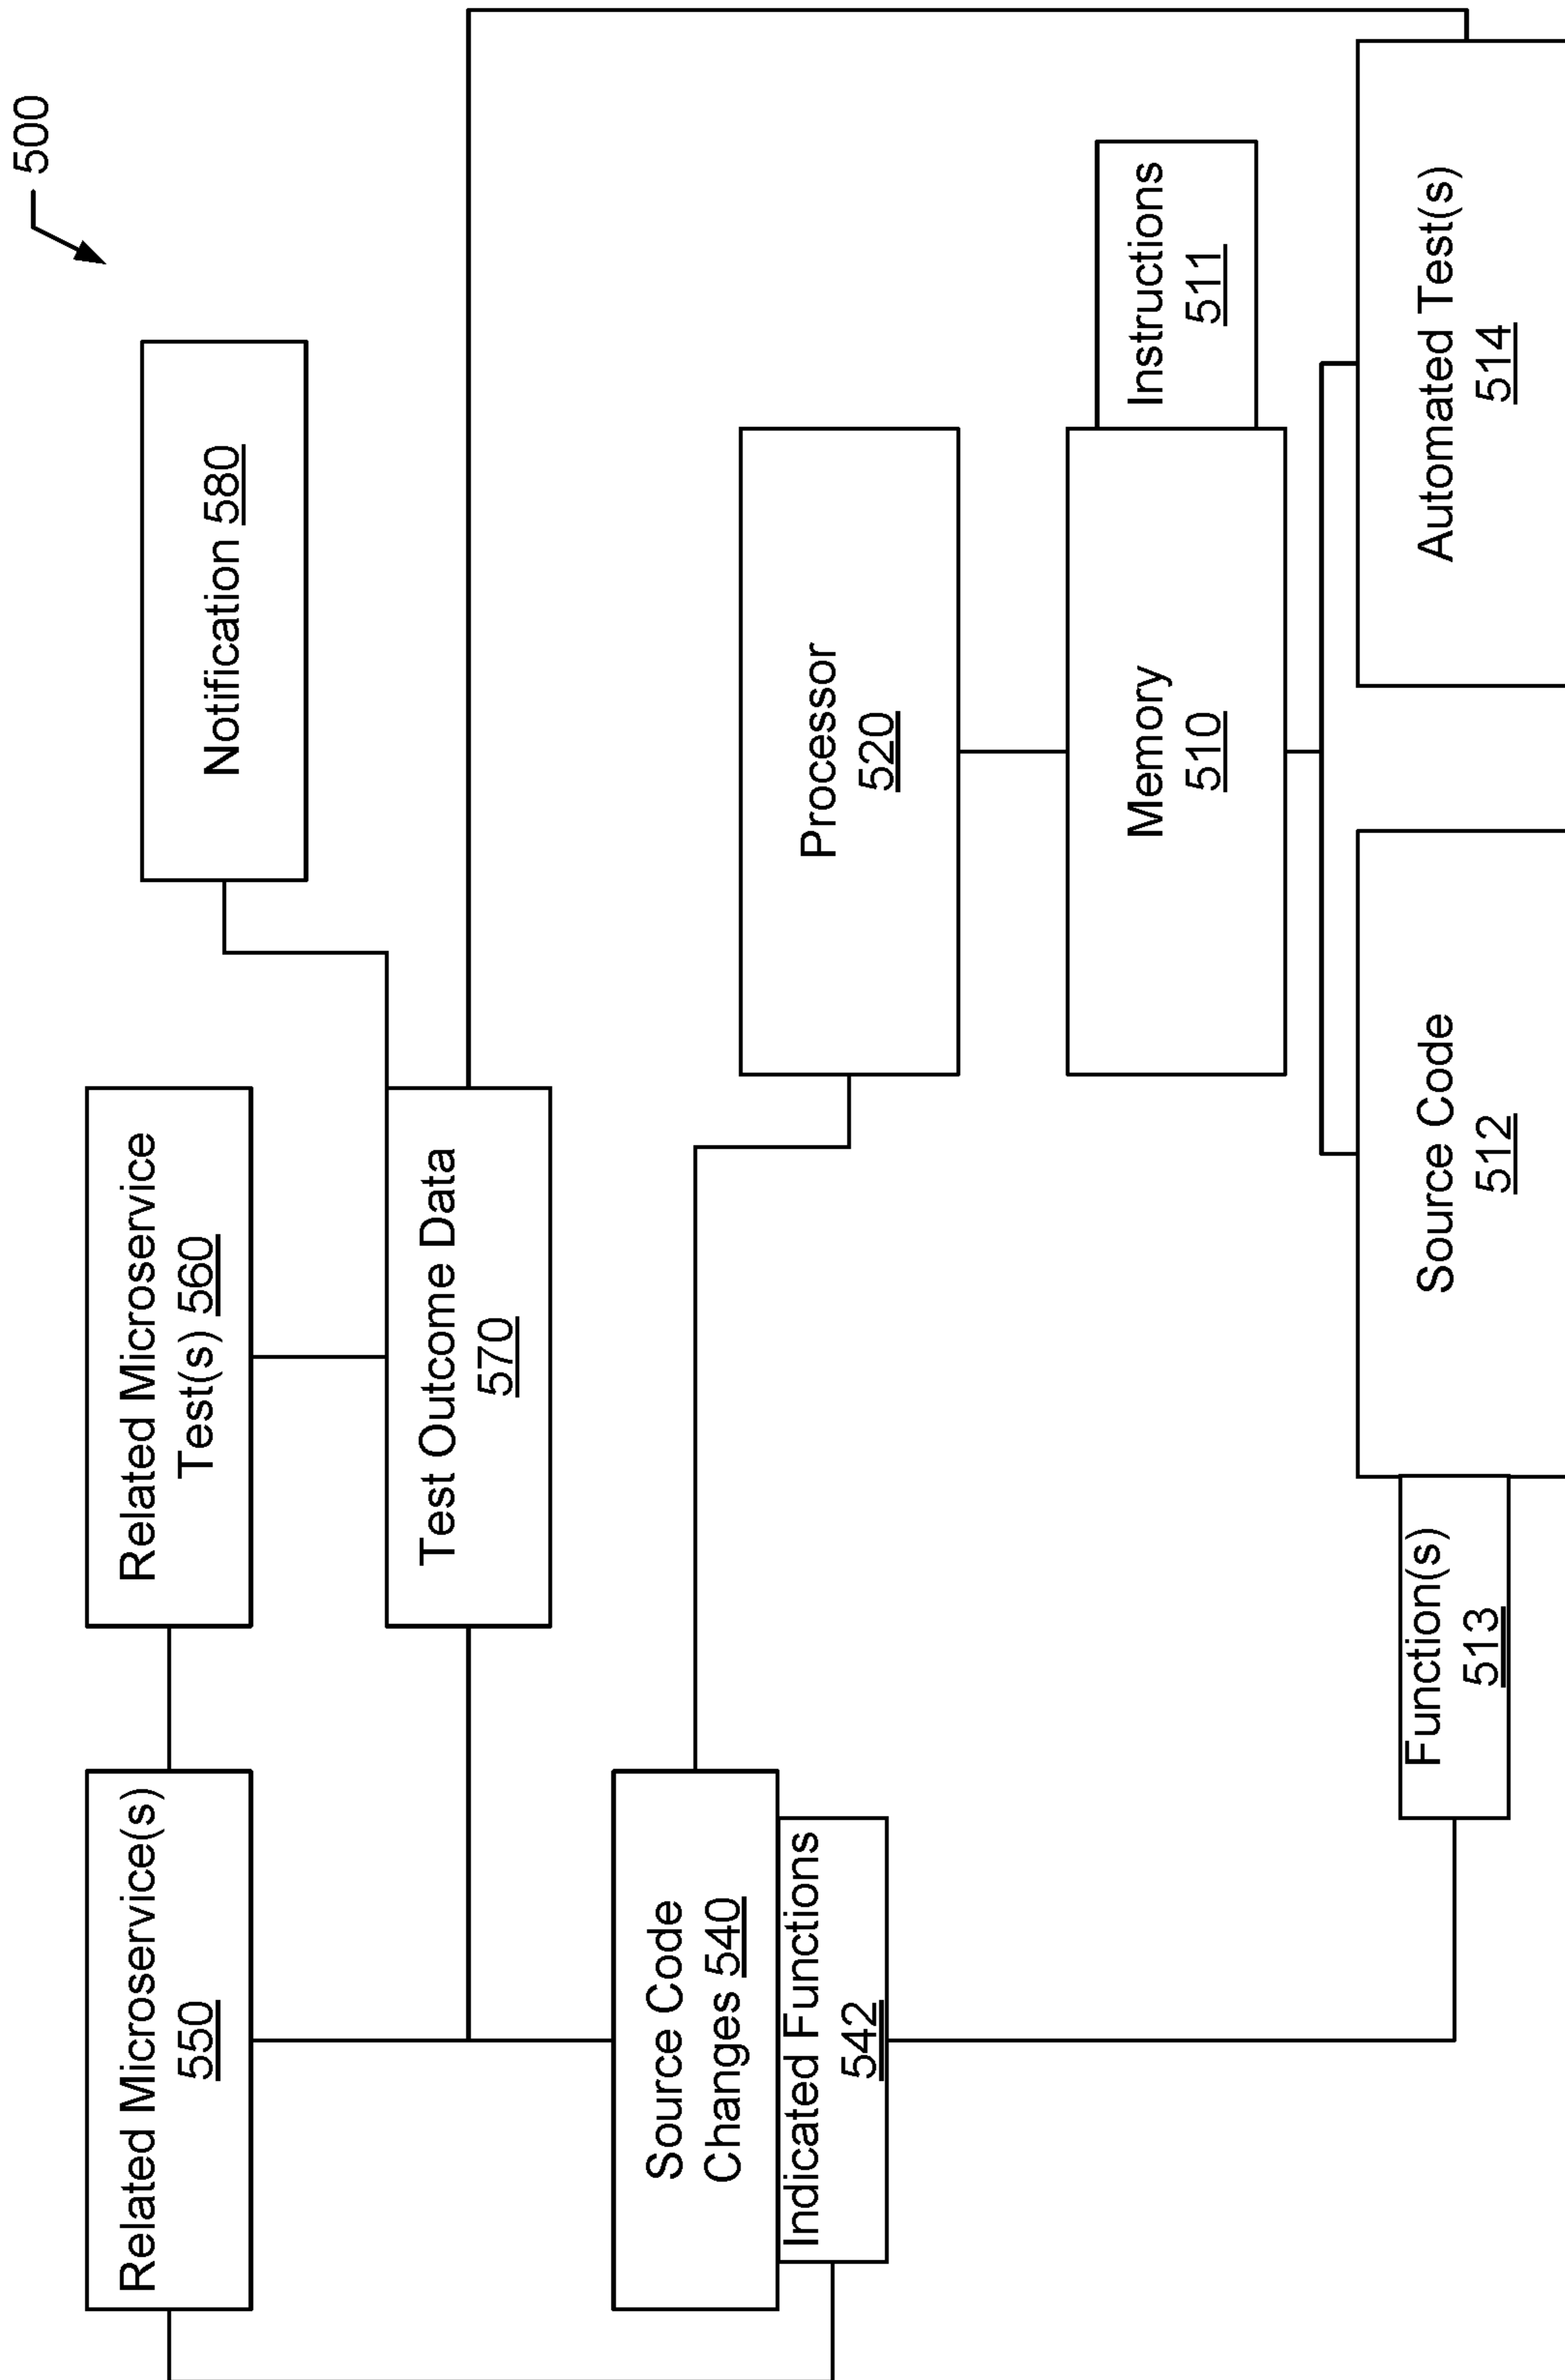 500
Related Microservice(s)
550
Related Microservice
Test(s) 560
Notification 580
Test Outcome Data
570
Source Code
Changes 540
Indicated Functions
542
Processor
520
Memory
510
Instructions
511
Function(s)
513
Source Code
512
Automated Test(s)
514